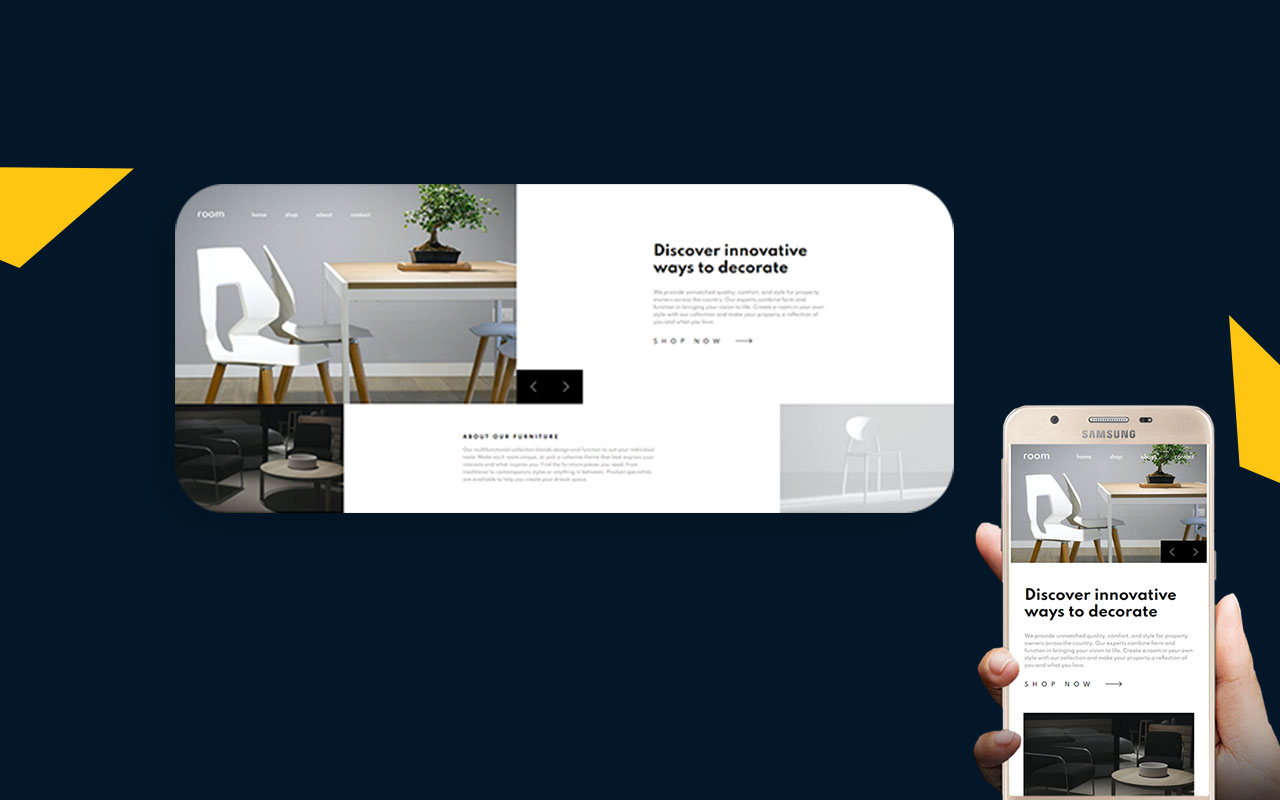 room home shop about contact
Discover innovative
ways to decorate
We provide unmatched quality, comfort, and style for property
owners across the country. Our experts combine form and
function in bringing your vision to life. Create a room in your own
style with our collection and make your property a reflection of
you and what you love.
SHOP NOW
ABOUT OUR FURNITURE
Our multifunctional collection blends design and function to suit your individual
taste. Make each room unique, or pick a cohesive theme that best express your
interests and what inspires you. Find the furniture pieces you need, from
traditional to contemporary styles or anything in between. Product specialists
are available to help you create your dream space.
SAMSUNG
room home shop about contact
Discover innovative
ways to decorate
We provide unmatched quality, comfort, and style for property
owners across the country. Our experts combine form and
function in bringing your vision to life. Create a room in your own
style with our collection and make your property a reflection of
you and what you love.
SHOP NOW